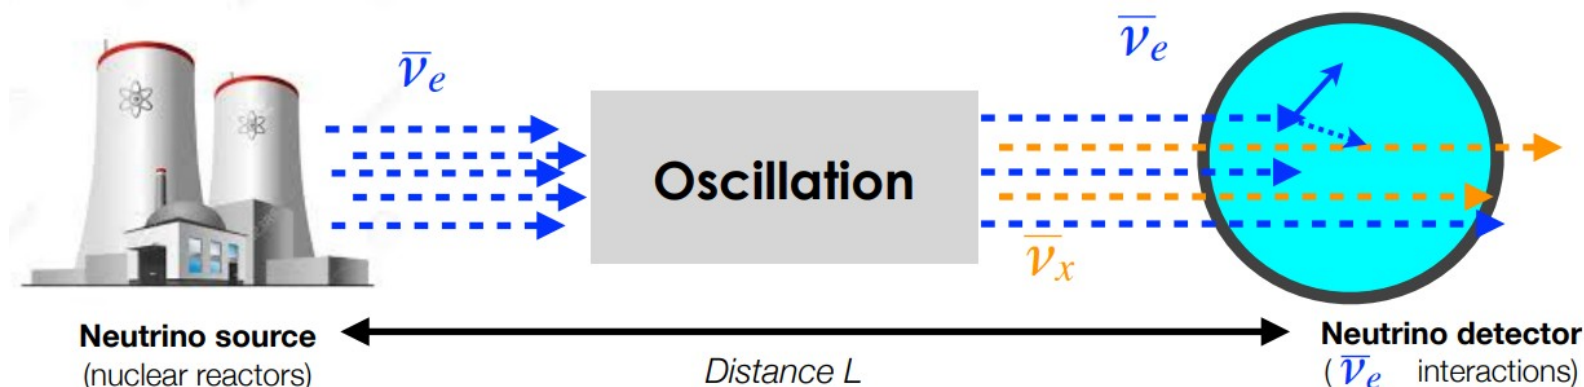 ν̅e
ν̅e
Oscillation
ν̅x
Neutrino source
(nuclear reactors)
Distance L
Neutrino detector
( ν̅e interactions)